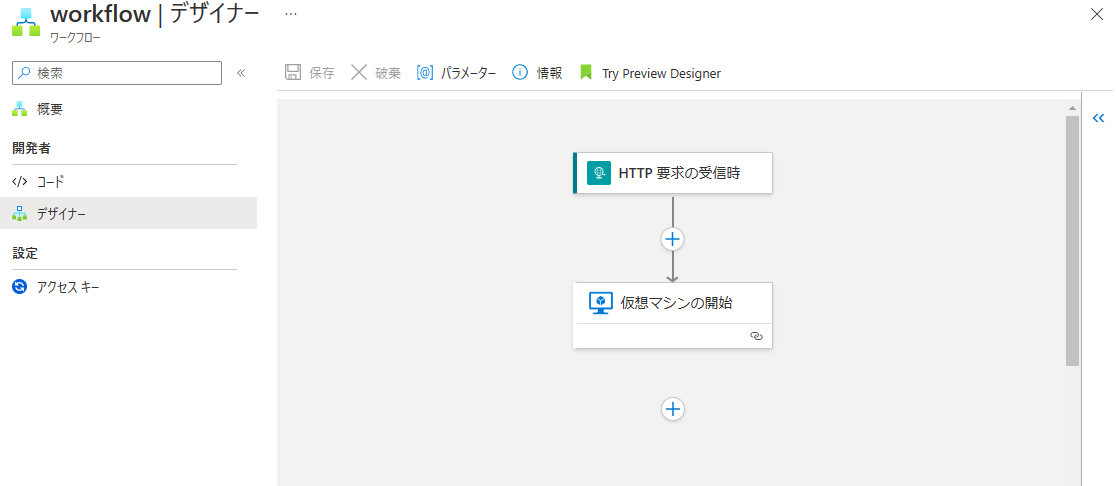 workflow | デザイナー
…
ワークフロー
検索
«
保存
破棄
[@] パラメーター
情報
Try Preview Designer
概要
開発者
</> コード
デザイナー
設定
アクセス キー
HTTP 要求の受信時
仮想マシンの開始